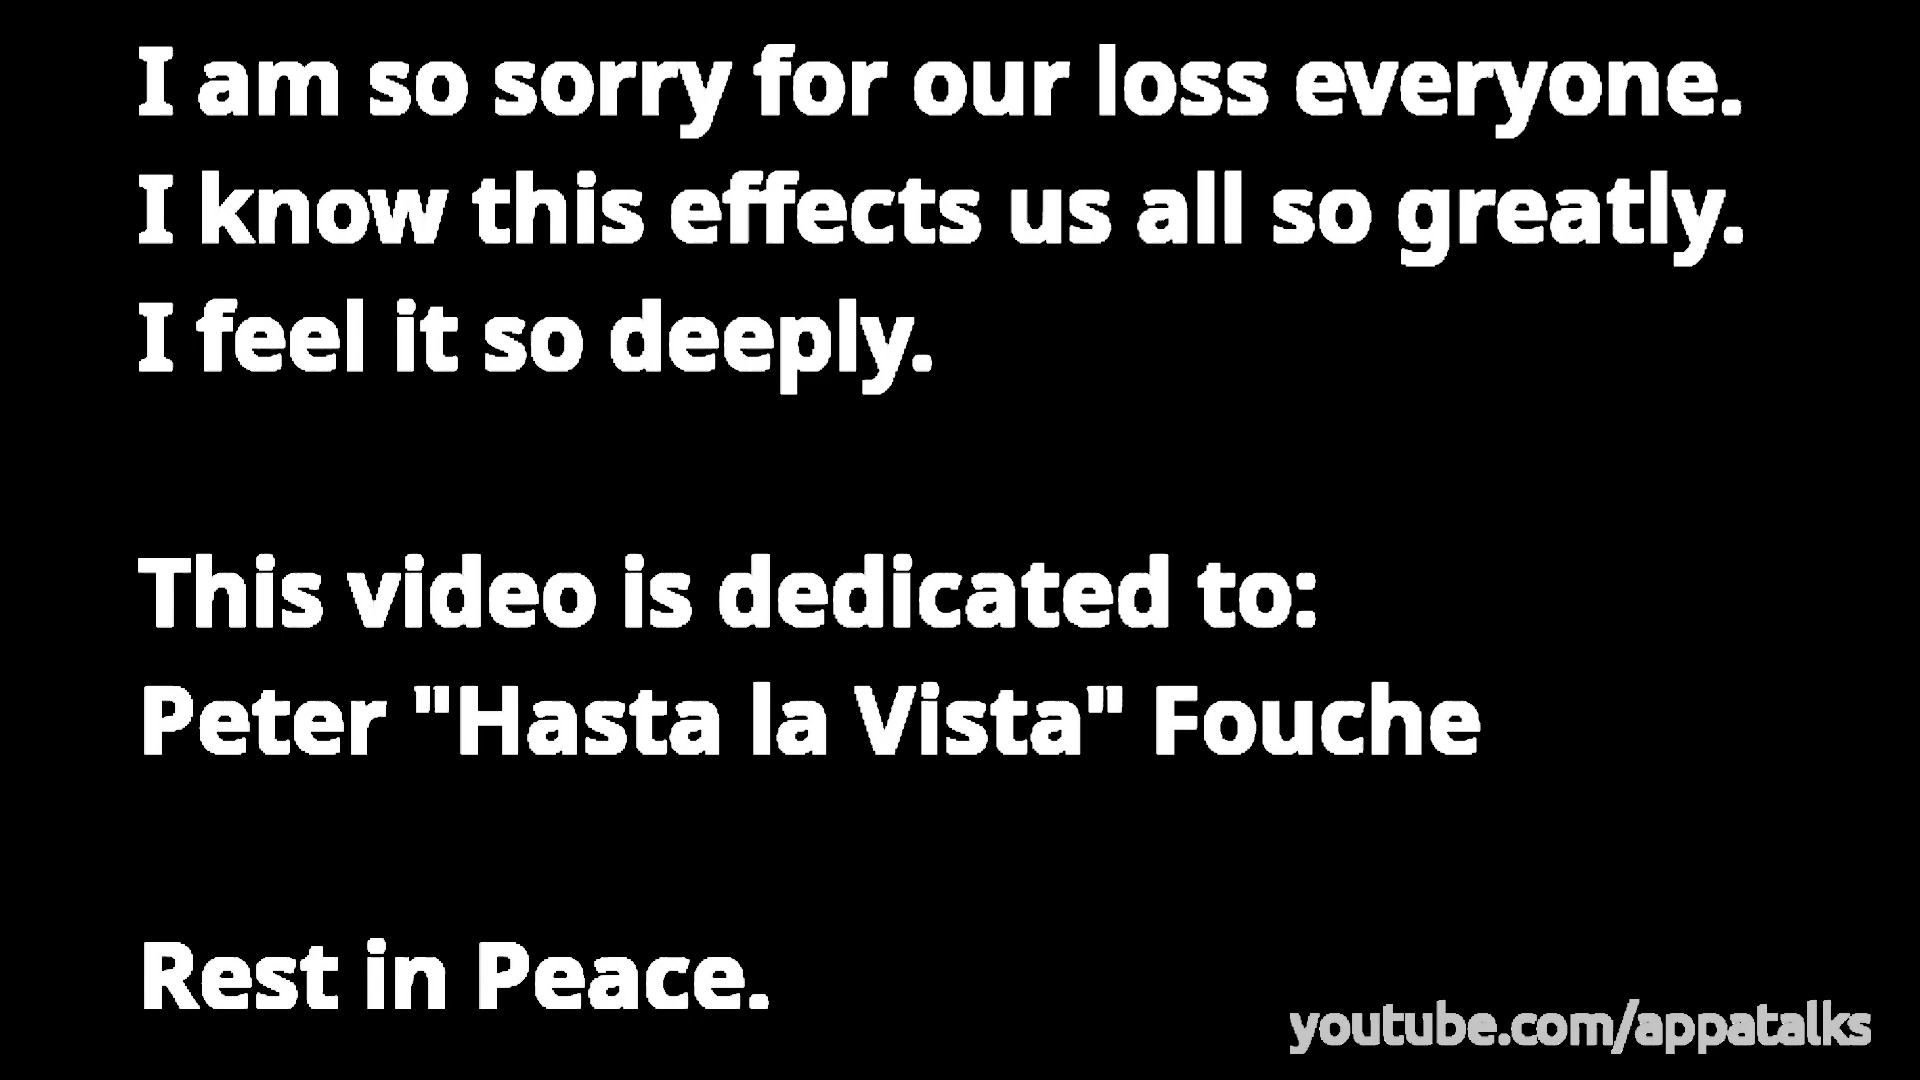 I am so sorry for our loss everyone.
I know this effects us all so greatly.
I feel it so deeply.
This video is dedicated to:
Peter "Hasta la Vista" Fouche
Rest in Peace.
youtube.com/appatalks